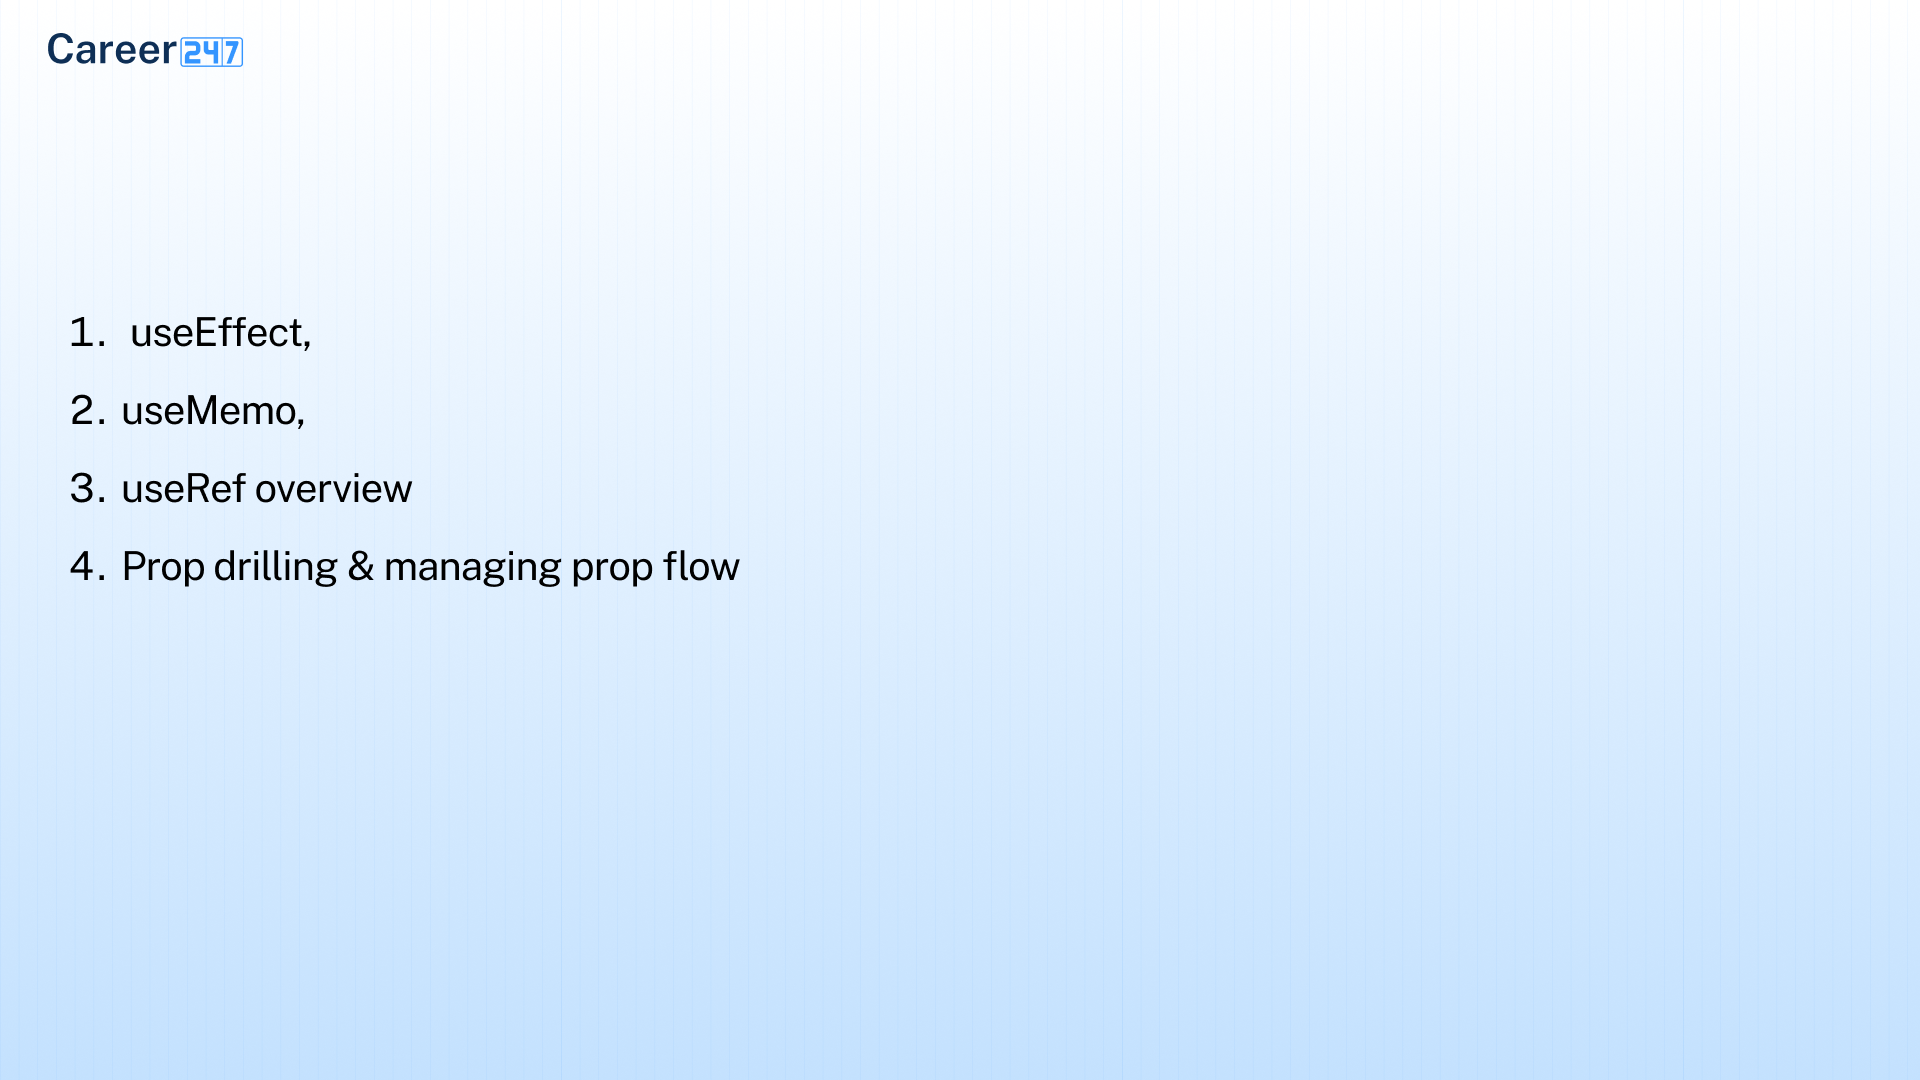 Career247
1. useEffect,
2. useMemo,
3. useRef overview
4. Prop drilling & managing prop flow